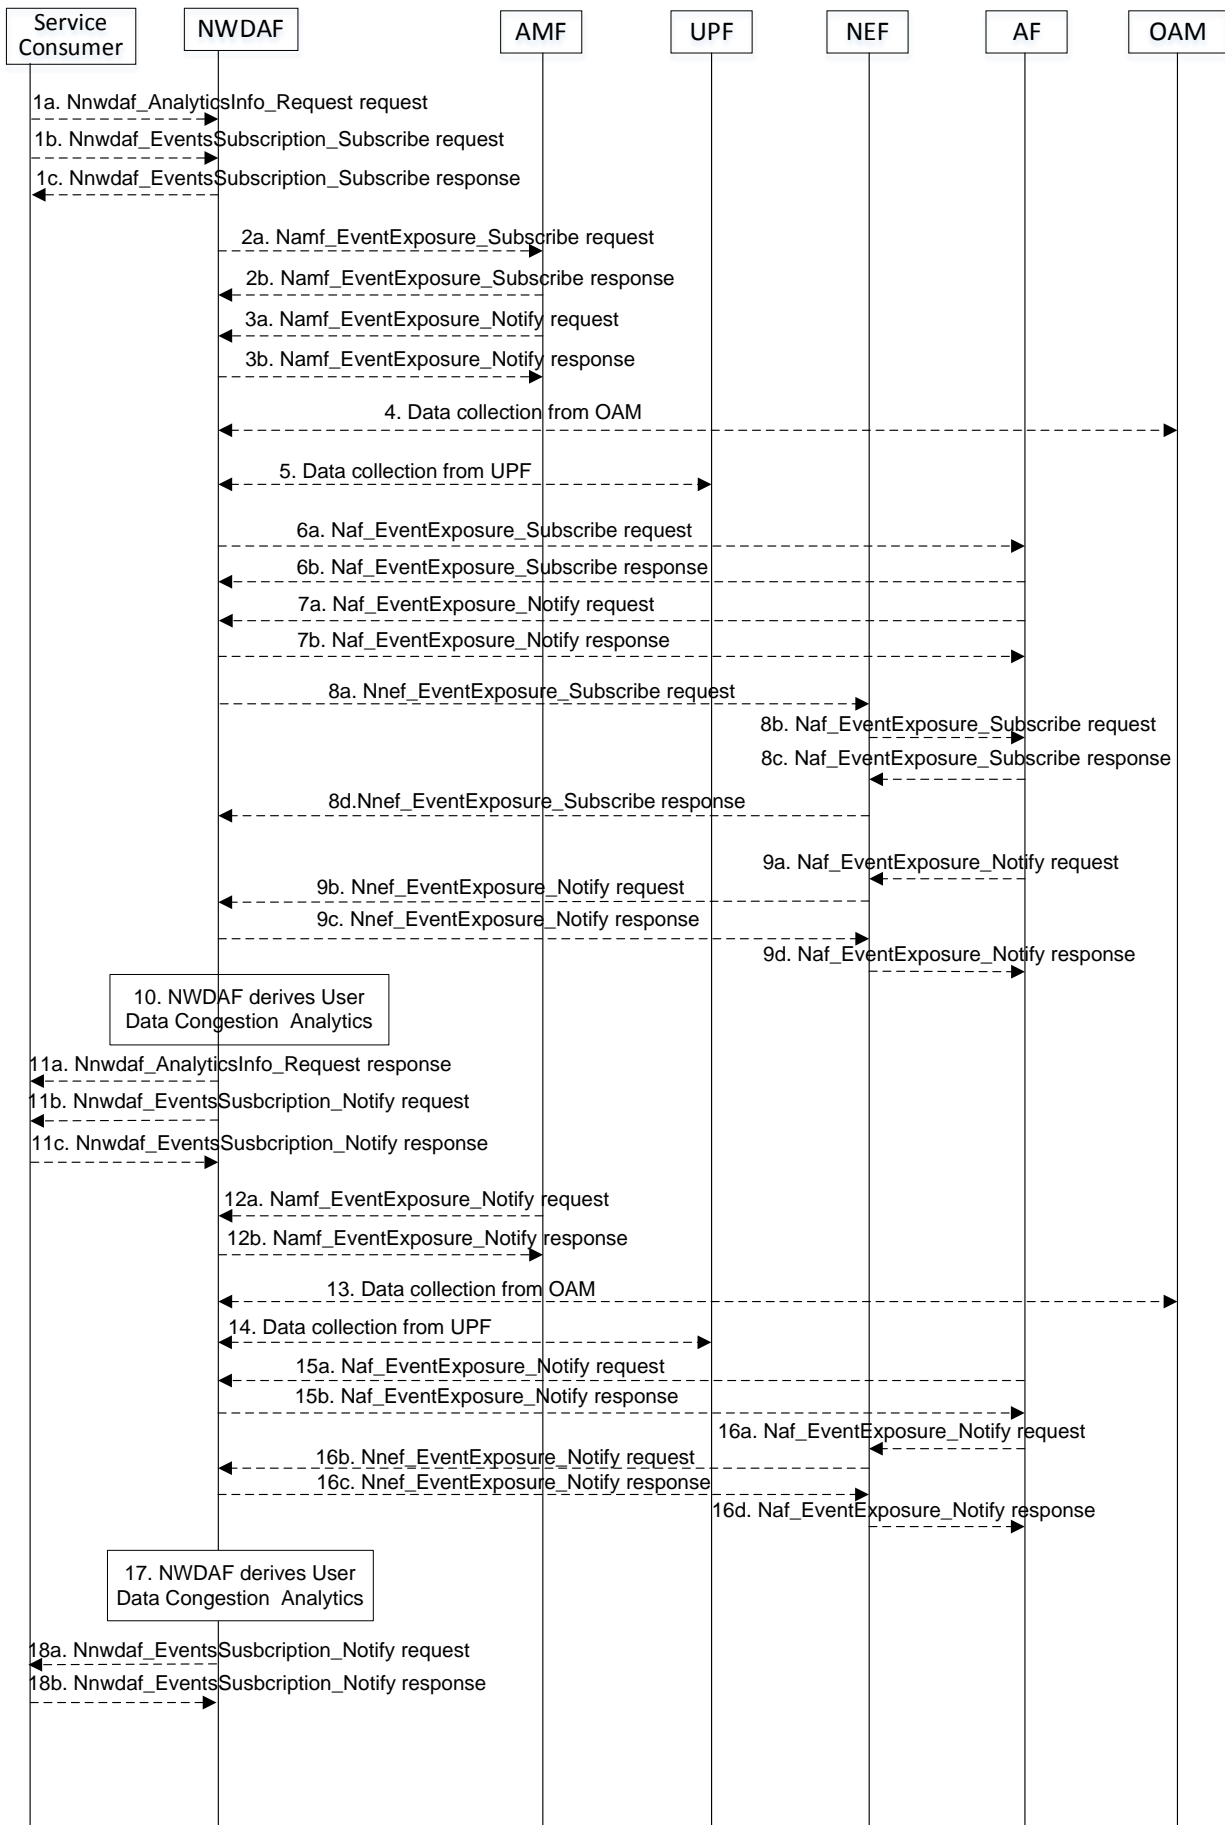 Service
Consumer
NWDAF
AMF
UPF
NEF
AF
OAM
1a. Nnwdaf_AnalyticsInfo_Request request
1b. Nnwdaf_EventsSubscription_Subscribe request
1c. Nnwdaf_EventsSubscription_Subscribe response
2a. Namf_EventExposure_Subscribe request
2b. Namf_EventExposure_Subscribe response
3a. Namf_EventExposure_Notify request
3b. Namf_EventExposure_Notify response
4. Data collection from OAM
5. Data collection from UPF
6a. Naf_EventExposure_Subscribe request
6b. Naf_EventExposure_Subscribe response
7a. Naf_EventExposure_Notify request
7b. Naf_EventExposure_Notify response
8a. Nnef_EventExposure_Subscribe request
8b. Naf_EventExposure_Subscribe request
8c. Naf_EventExposure_Subscribe response
8d.Nnef_EventExposure_Subscribe response
9a. Naf_EventExposure_Notify request
9b. Nnef_EventExposure_Notify request
9c. Nnef_EventExposure_Notify response
9d. Naf_EventExposure_Notify response
10. NWDAF derives User
Data Congestion Analytics
11a. Nnwdaf_AnalyticsInfo_Request response
11b. Nnwdaf_EventsSusbcription_Notify request
11c. Nnwdaf_EventsSusbcription_Notify response
12a. Namf_EventExposure_Notify request
12b. Namf_EventExposure_Notify response
13. Data collection from OAM
14. Data collection from UPF
15a. Naf_EventExposure_Notify request
15b. Naf_EventExposure_Notify response
16a. Naf_EventExposure_Notify request
16b. Nnef_EventExposure_Notify request
16c. Nnef_EventExposure_Notify response
16d. Naf_EventExposure_Notify response
17. NWDAF derives User
Data Congestion Analytics
18a. Nnwdaf_EventsSusbcription_Notify request
18b. Nnwdaf_EventsSusbcription_Notify response